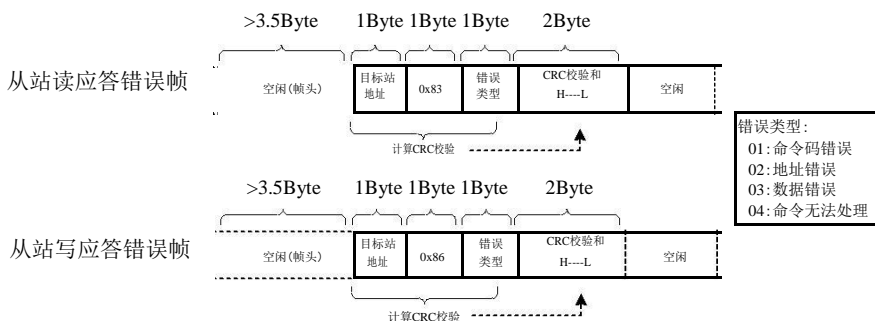 >3.5Byte 1Byte 1Byte 1Byte 2Byte
从站读应答错误帧
空闲(帧头)
目标站
地址
0x83
错误
类型
CRC校验和
H----L
空闲
计算CRC校验
错误类型:
01:命令码错误
02:地址错误
03:数据错误
04:命令无法处理
>3.5Byte 1Byte 1Byte 1Byte 2Byte
从站写应答错误帧
空闲(帧头)
目标站
地址
0x86
错误
类型
CRC校验和
H----L
空闲
计算CRC校验